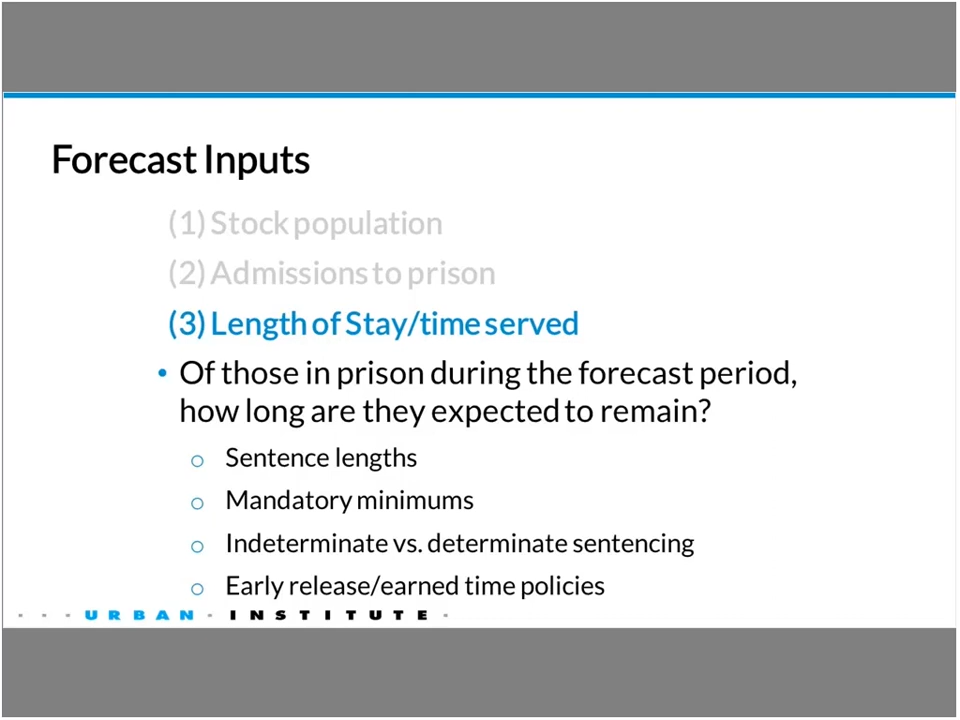 Forecast Inputs
(1) Stock population
(2) Admissions to prison
(3) Length of Stay/time served
• Of those in prison during the forecast period,
how long are they expected to remain?
o Sentence lengths
o Mandatory minimums
o Indeterminate vs. determinate sentencing
o Early release/earned time policies
URBAN INSTITUTE